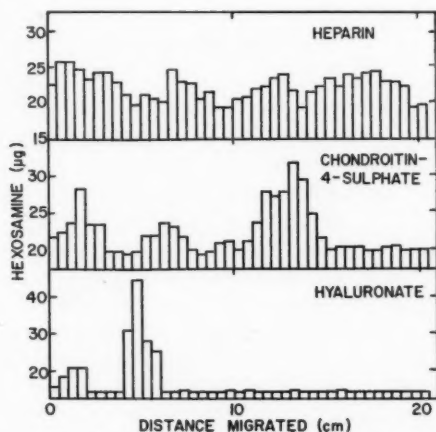 HEPARIN
30
25
20
15
CHONDROITIN-
4-SULPHATE
30
25
20
HYALURONATE
40
30
20
0
10
20
HEXOSAMINE (µg)
DISTANCE MIGRATED (cm)